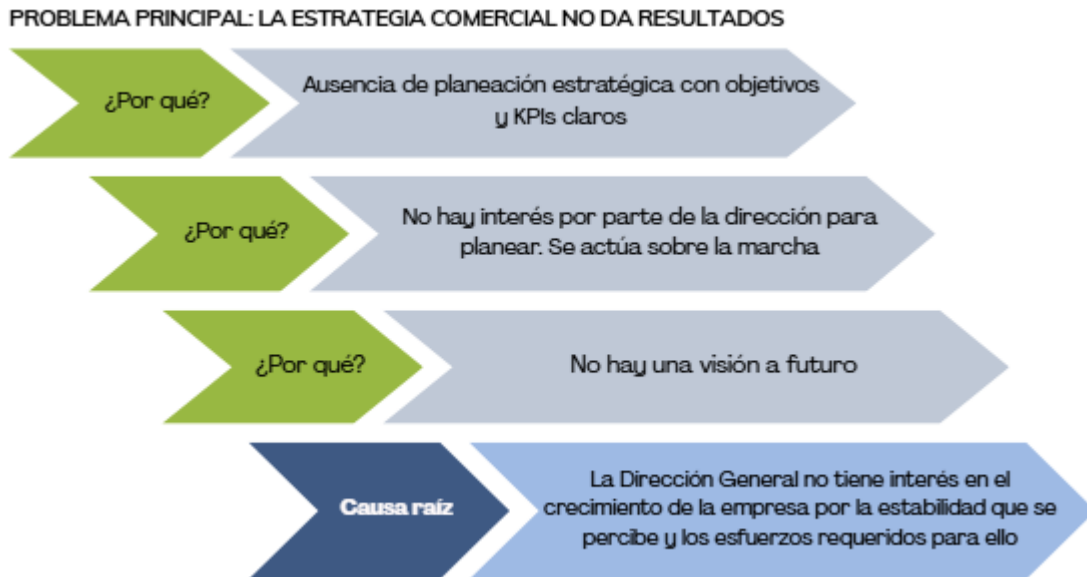 PROBLEMA PRINCIPAL: LA ESTRATEGIA COMERCIAL NO DA RESULTADOS
¿Por qué?
Ausencia de planeación estratégica con objetivos
y KPIs claros
¿Por qué?
No hay interés por parte de la dirección para
planear. Se actúa sobre la marcha
¿Por qué?
No hay una visión a futuro
Causa raíz
La Dirección General no tiene interés en el
crecimiento de la empresa por la estabilidad que se
percibe y los esfuerzos requeridos para ello